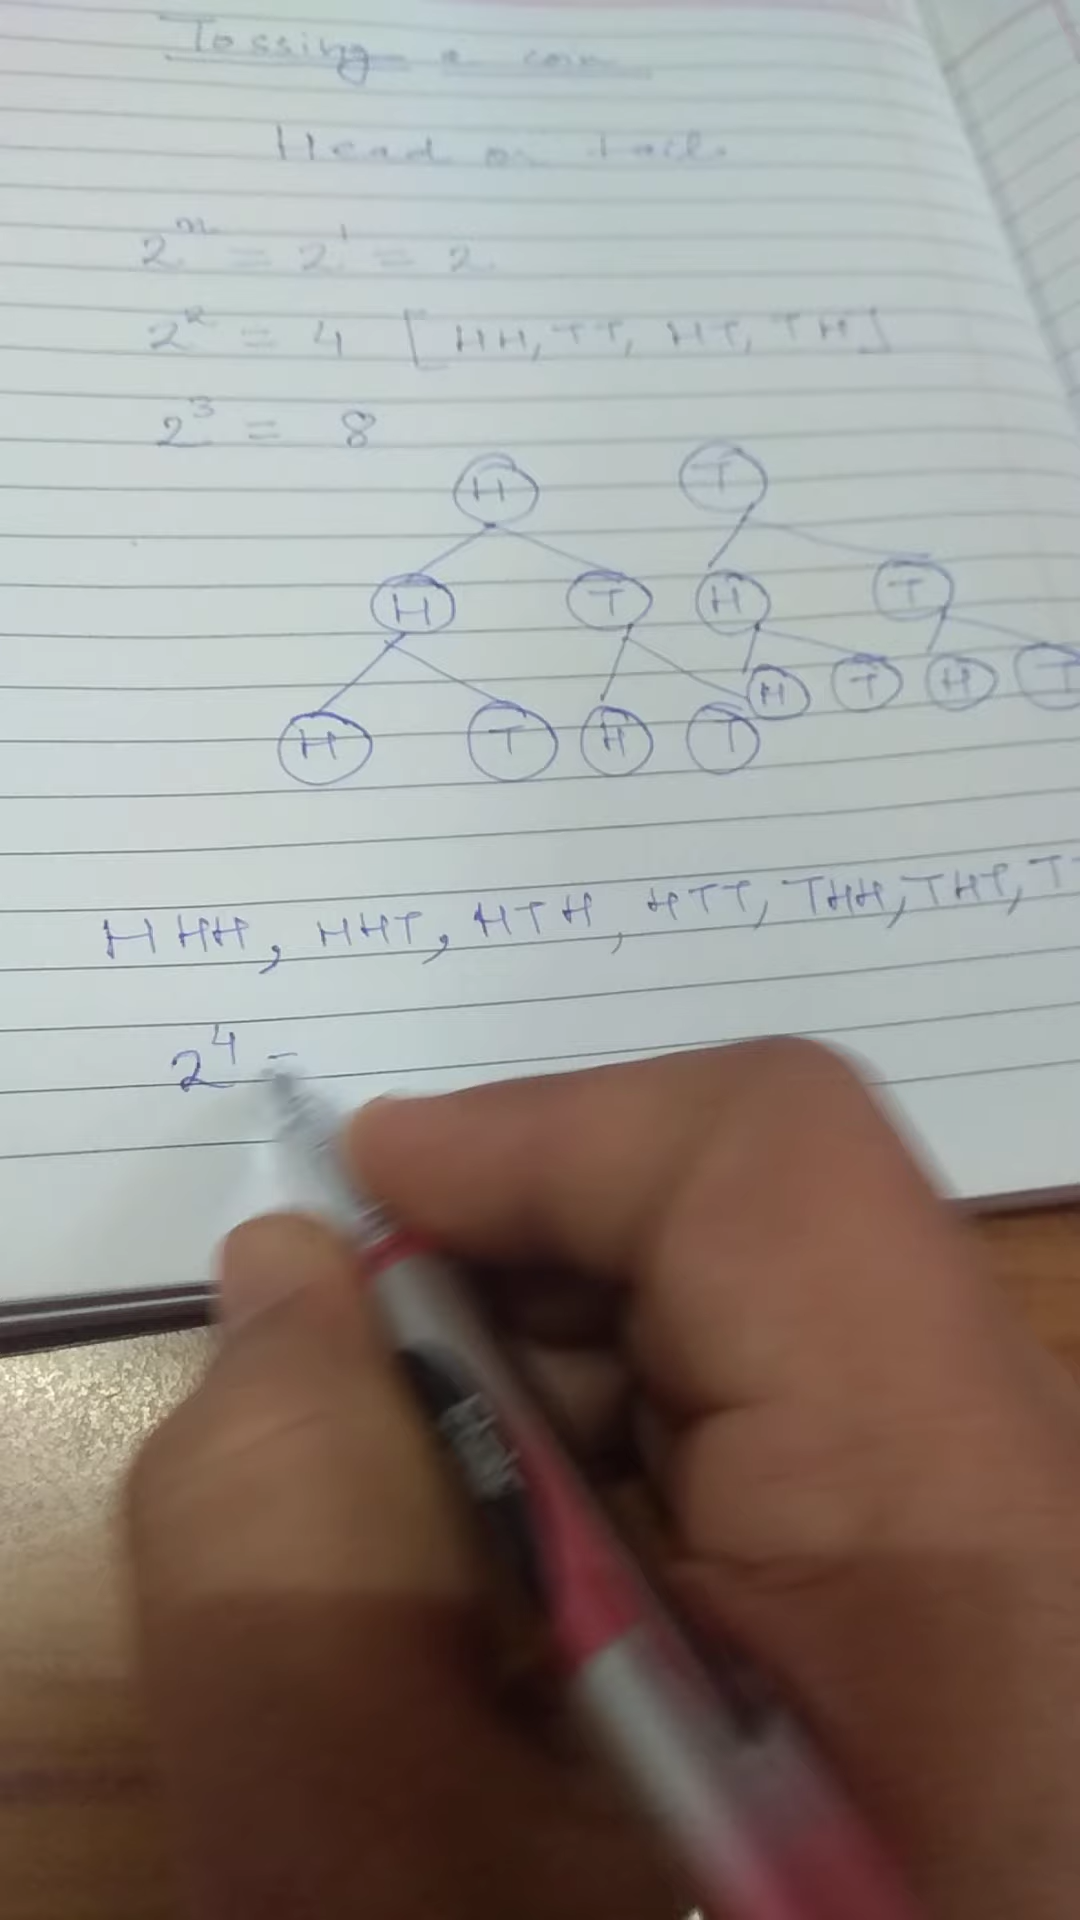 Tossing a coin
Head or tail
2^n = 2^1 = 2
2^2 = 4 [HH, TT, HT, TH]
2^3 = 8
H T
H T H T
H T H T H T H T
HHH, HHT, HTH, HTT, THH, THT, T
2^4 =